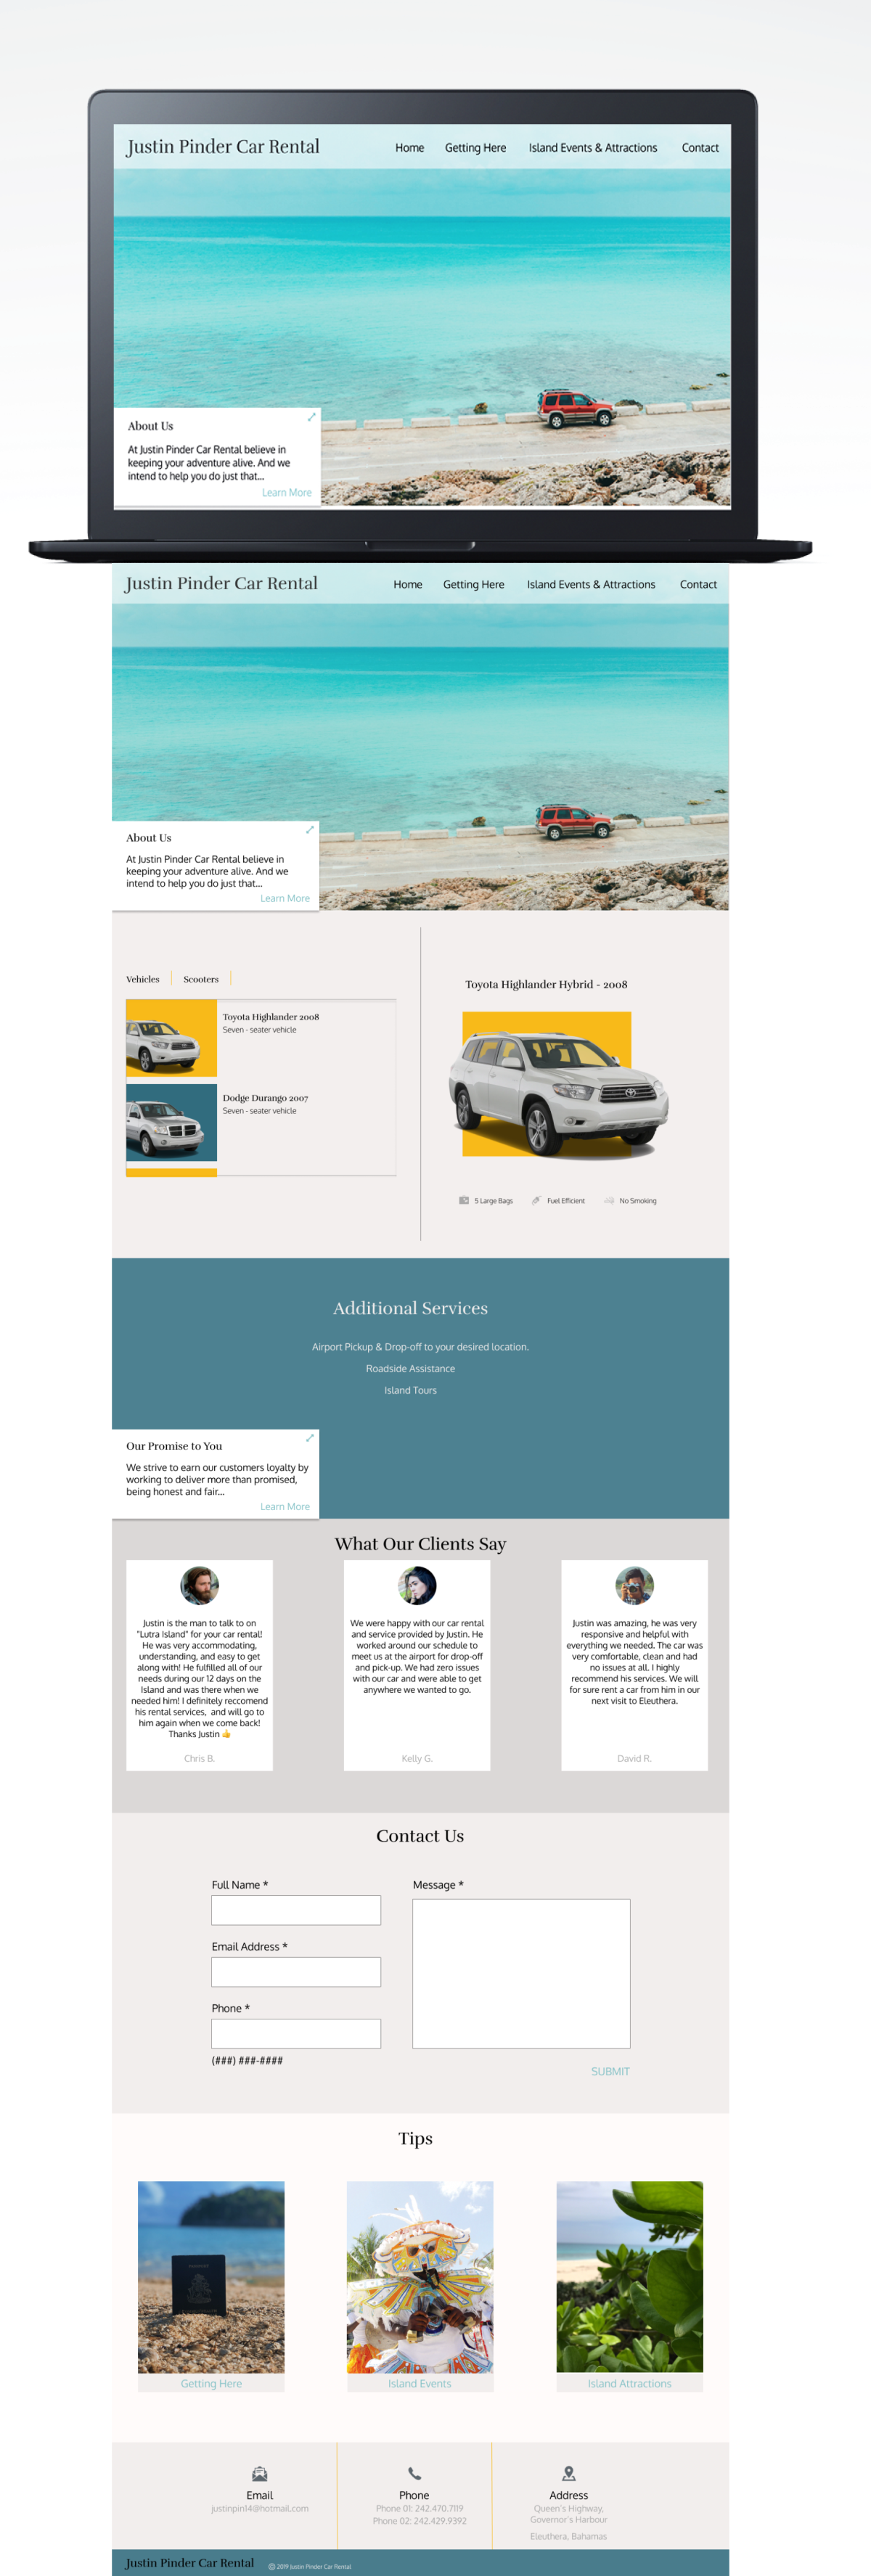 Justin Pinder Car Rental
Home Getting Here Island Events & Attractions Contact
About Us
At Justin Pinder Car Rental believe in
keeping your adventure alive. And we
intend to help you do just that...
Learn More
Justin Pinder Car Rental
Home Getting Here Island Events & Attractions Contact
About Us
At Justin Pinder Car Rental believe in
keeping your adventure alive. And we
intend to help you do just that...
Learn More
Vehicles Scooters
Toyota Highlander 2008
Seven - seater vehicle
Dodge Durango 2007
Seven - seater vehicle
Toyota Highlander Hybrid - 2008
5 Large Bags Fuel Efficient No Smoking
Additional Services
Airport Pickup & Drop-off to your desired location.
Roadside Assistance
Island Tours
Our Promise to You
We strive to earn our customers loyalty by
working to deliver more than promised,
being honest and fair...
Learn More
What Our Clients Say
Justin is the man to talk to on
"Lutra Island" for your car rental!
He was very accommodating,
understanding, and easy to get
along with! He fulfilled all of our
needs during our 12 days on the
Island and was there when we
needed him! I definitely reccomend
his rental services, and will go to
him again when we come back!
Thanks Justin 👍
Chris B.
We were happy with our car rental
and service provided by Justin. He
worked around our schedule to
meet us at the airport for drop-off
and pick-up. We had zero issues
with our car and were able to get
anywhere we wanted to go.
Kelly G.
Justin was amazing, he was very
responsive and helpful with
everything we needed. The car was
very comfortable, clean and had
no issues at all. I highly
recommend his services. We will
for sure rent a car from him in our
next visit to Eleuthera.
David R.
Contact Us
Full Name *
Email Address *
Phone *
(###) ###-####
Message *
SUBMIT
Tips
Getting Here
Island Events
Island Attractions
Email
justinpin14@hotmail.com
Phone
Phone 01: 242.470.7119
Phone 02: 242.429.9392
Address
Queen's Highway,
Governor's Harbour
Eleuthera, Bahamas
Justin Pinder Car Rental © 2019 Justin Pinder Car Rental